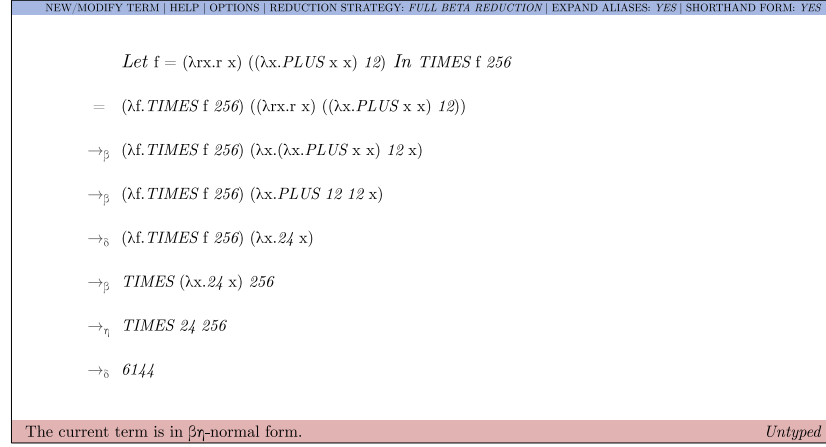 NEW/MODIFY TERM | HELP | OPTIONS | REDUCTION STRATEGY: FULL BETA REDUCTION | EXPAND ALIASES: YES | SHORTHAND FORM: YES
Let f = (λrx.r x) ((λx.PLUS x x) 12) In TIMES f 256
= (λf.TIMES f 256) ((λrx.r x) ((λx.PLUS x x) 12))
→β (λf.TIMES f 256) (λx.(λx.PLUS x x) 12 x)
→β (λf.TIMES f 256) (λx.PLUS 12 12 x)
→δ (λf.TIMES f 256) (λx.24 x)
→β TIMES (λx.24 x) 256
→η TIMES 24 256
→δ 6144
The current term is in βη-normal form. Untyped